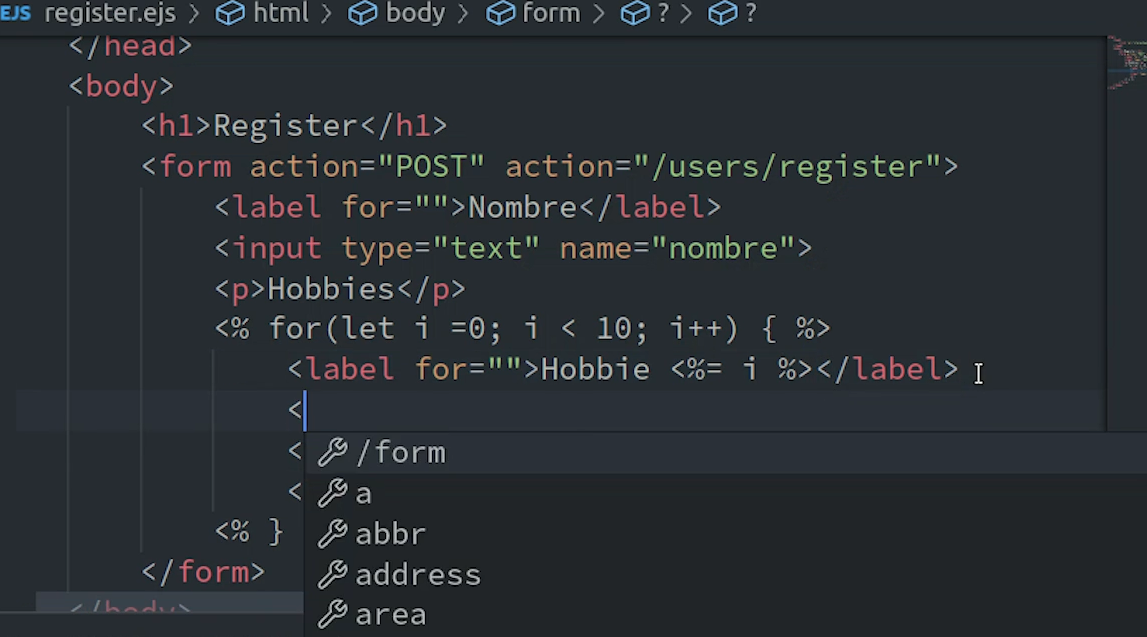 EJS register.ejs > html > body > form > ? > ?
</head>
<body>
<h1>Register</h1>
<form action="POST" action="/users/register">
<label for="">Nombre</label>
<input type="text" name="nombre">
<p>Hobbies</p>
<% for(let i =0; i < 10; i++) { %>
<label for="">Hobbie <%= i %></label>
<
< /form
< a
<% } abbr
</form> address
</body> area